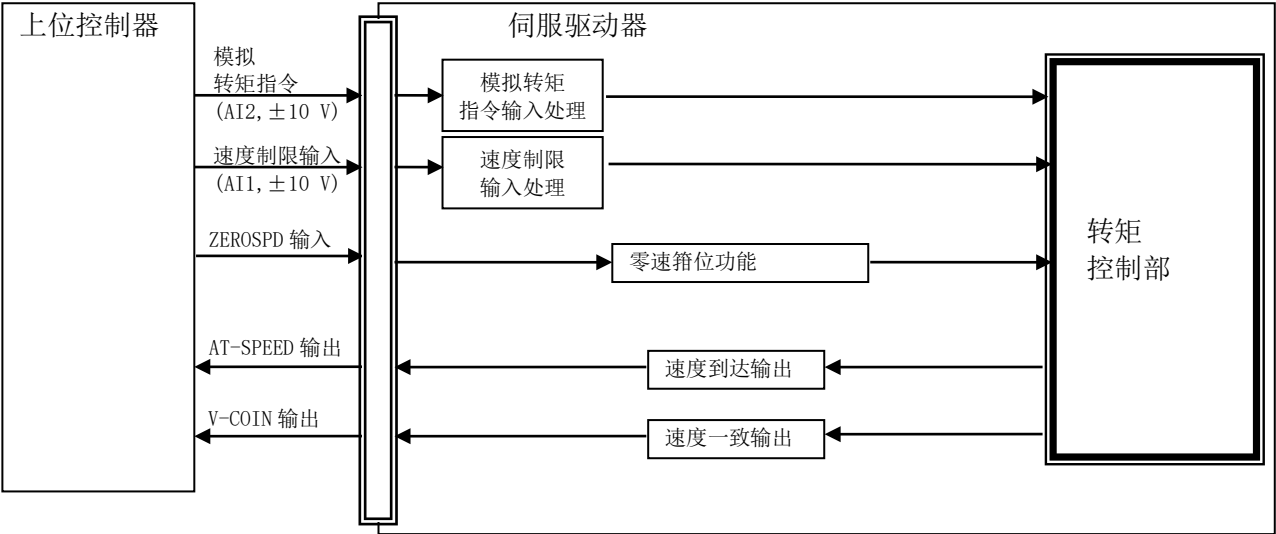 上位控制器
伺服驱动器
模拟
转矩指令
(AI2,±10 V)
模拟转矩
指令输入处理
速度制限输入
(AI1,±10 V)
速度制限
输入处理
ZEROSPD 输入
零速箝位功能
转矩
控制部
AT-SPEED 输出
速度到达输出
V-COIN 输出
速度一致输出